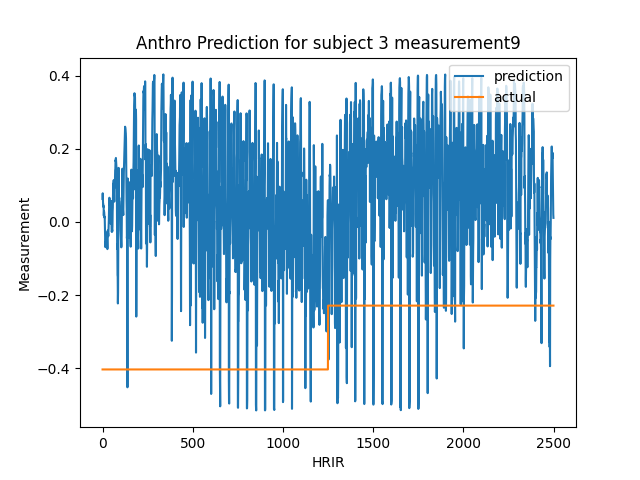 Anthro Prediction for subject 3 measurement9
prediction
actual
Measurement
0.4
0.2
0.0
−0.2
−0.4
0
500
1000
1500
2000
2500
HRIR